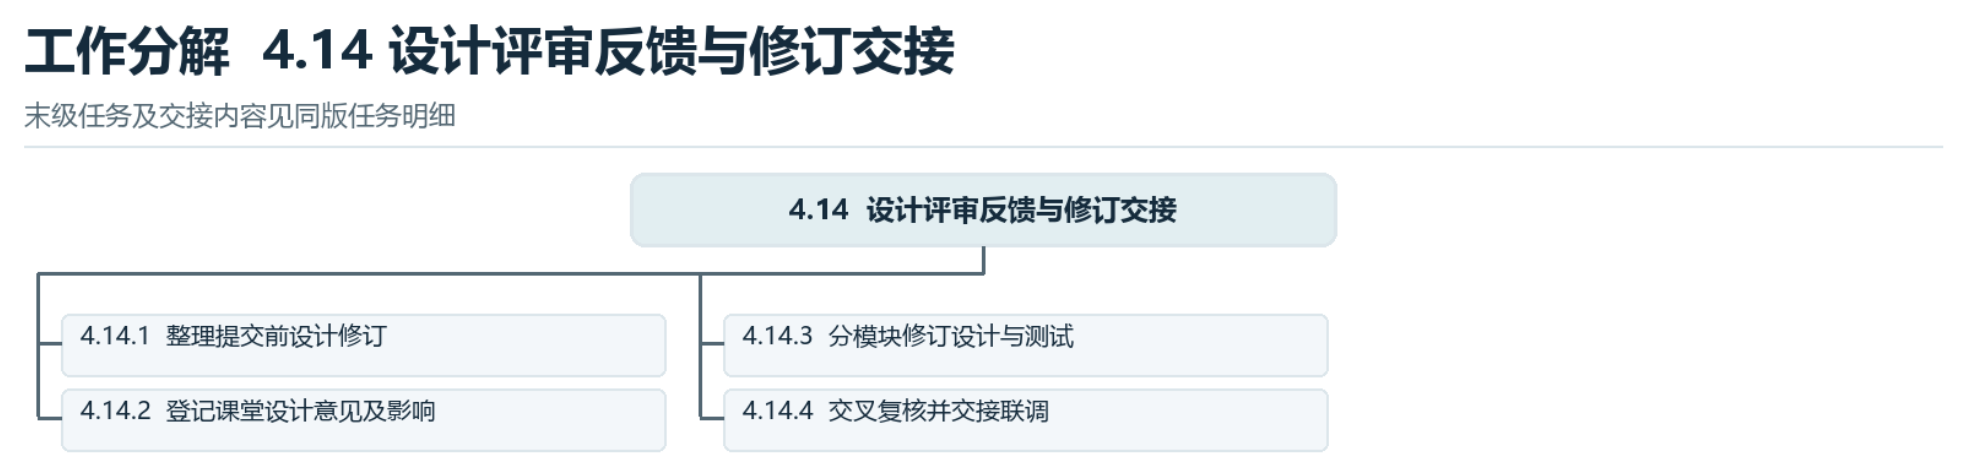 工作分解 4.14 设计评审反馈与修订交接
末级任务及交接内容见同版任务明细
4.14 设计评审反馈与修订交接
4.14.1 整理提交前设计修订
4.14.2 登记课堂设计意见及影响
4.14.3 分模块修订设计与测试
4.14.4 交叉复核并交接联调